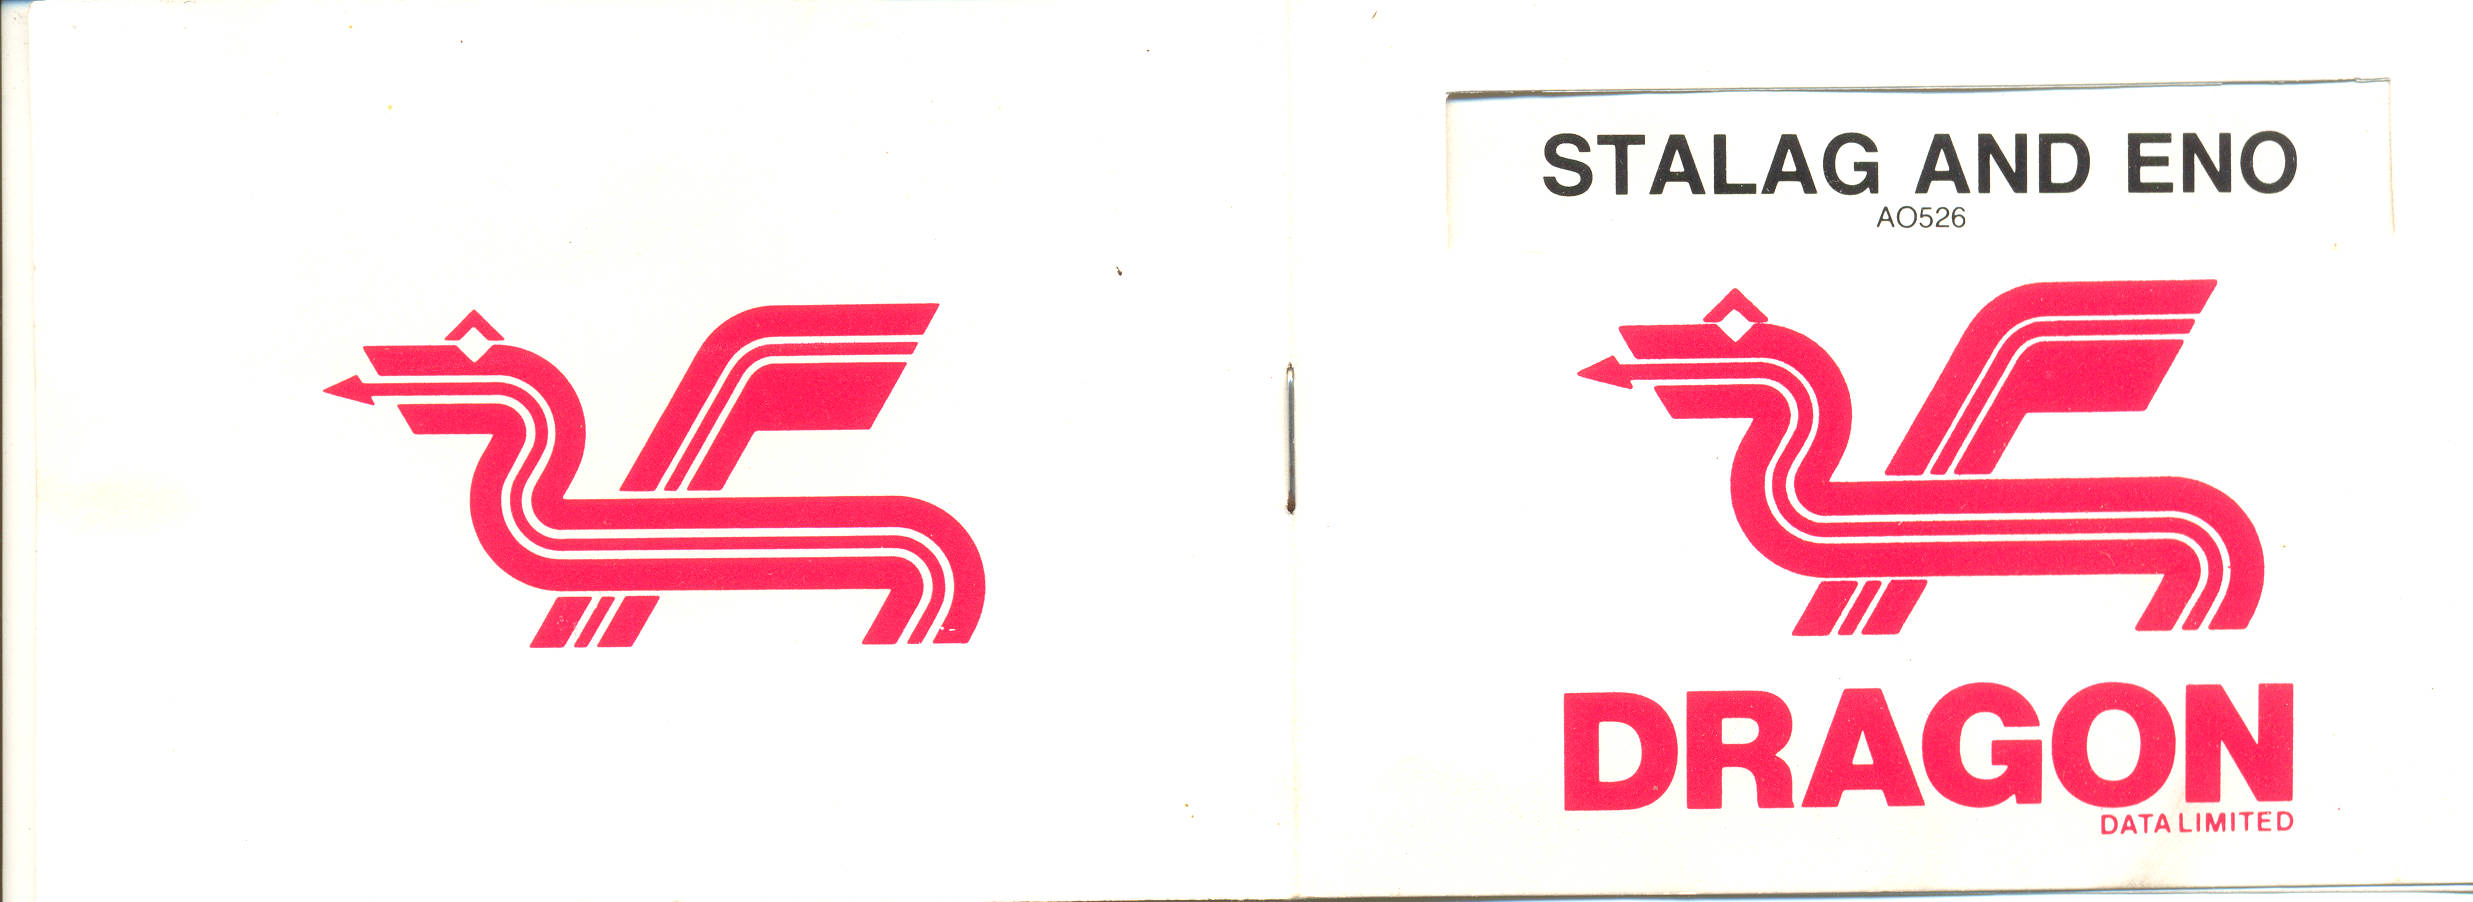 STALAG AND ENO
AO526
DRAGON
DATA LIMITED